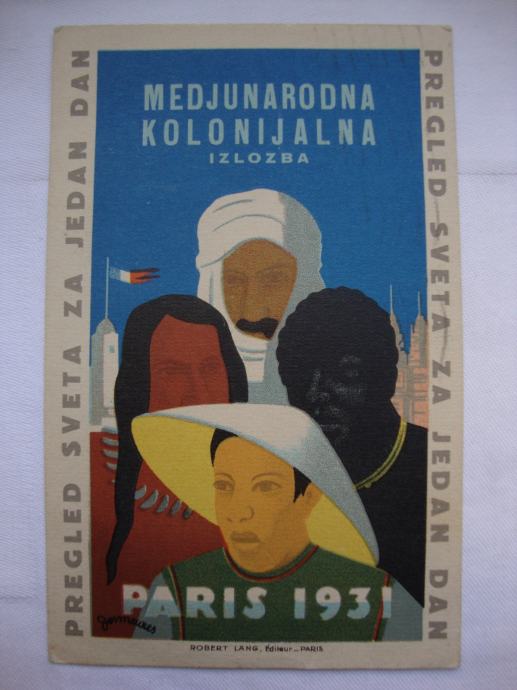 MEDJUNARODNA
KOLONIJALNA
IZLOZBA
PREGLED SVETA ZA JEDAN DAN
PREGLED SVETA ZA JEDAN DAN
PARIS 1931
ROBERT LANG, Éditeur _ PARIS